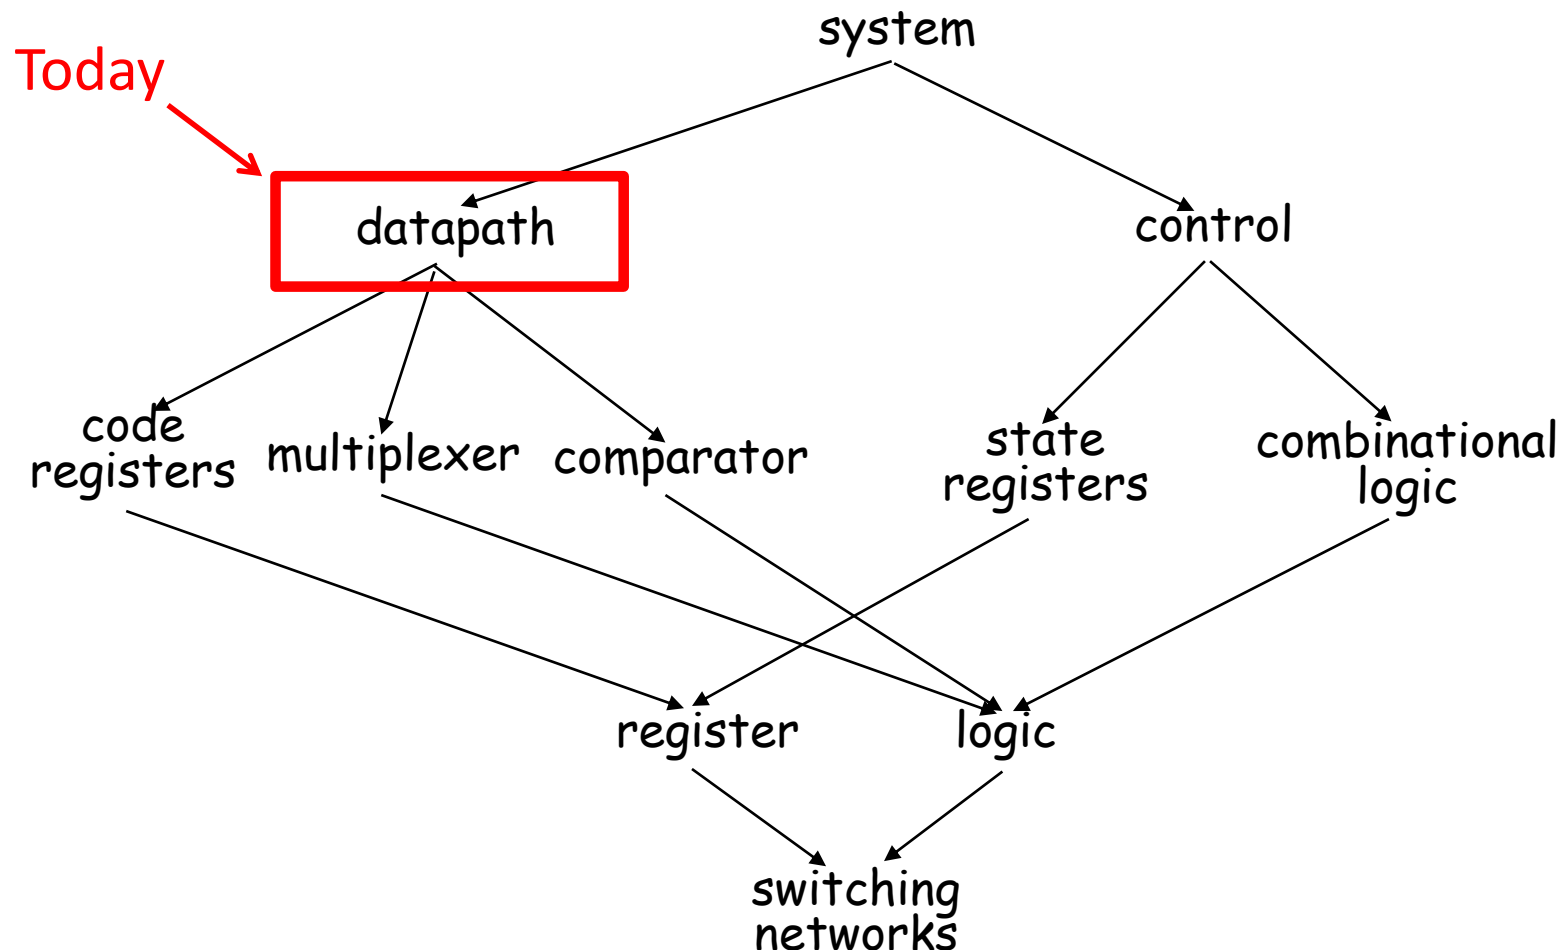 system
Today
datapath
control
code
registers
multiplexer
comparator
state
registers
combinational
logic
register
logic
switching
networks